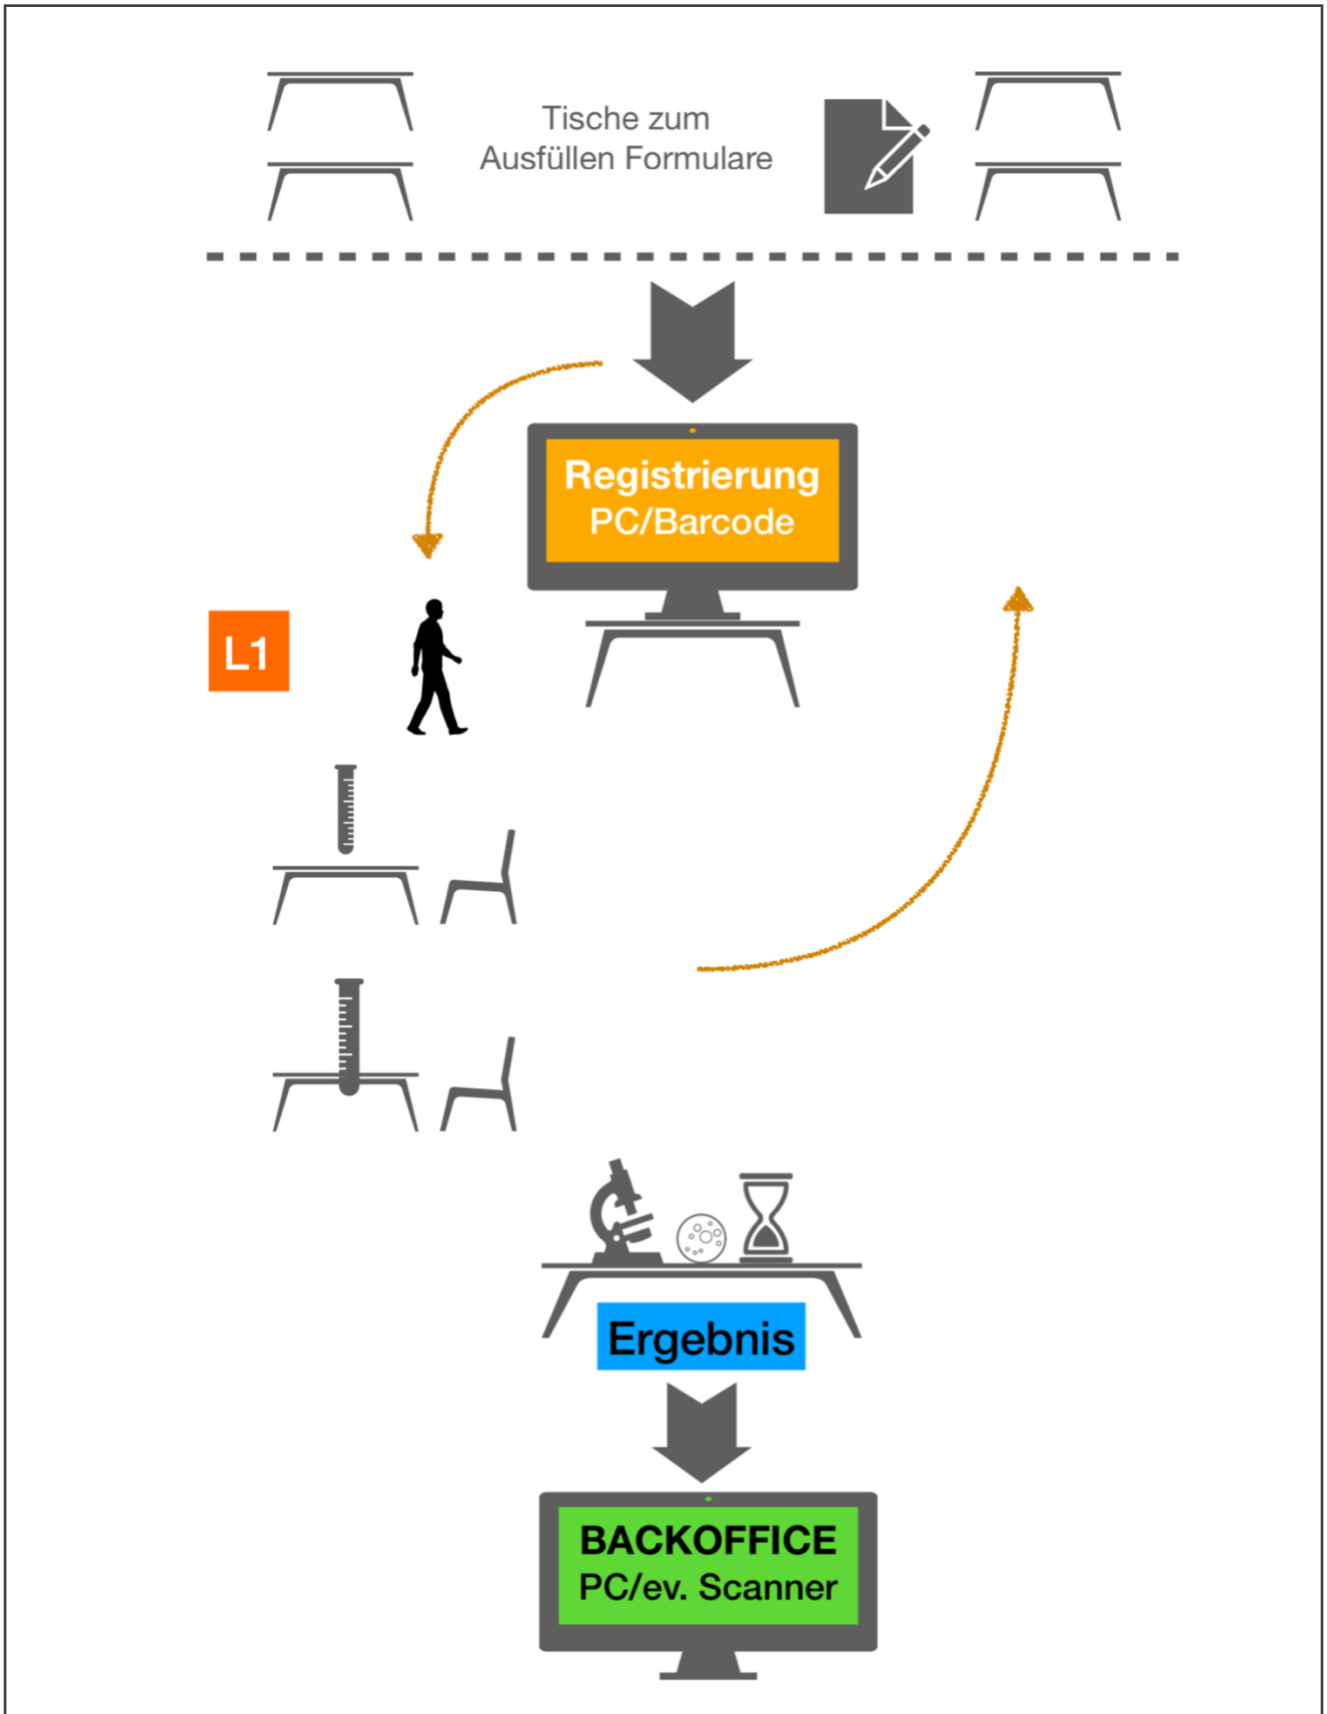 Tische zum
Ausfüllen Formulare
Registrierung
PC/Barcode
L1
Ergebnis
BACKOFFICE
PC/ev. Scanner